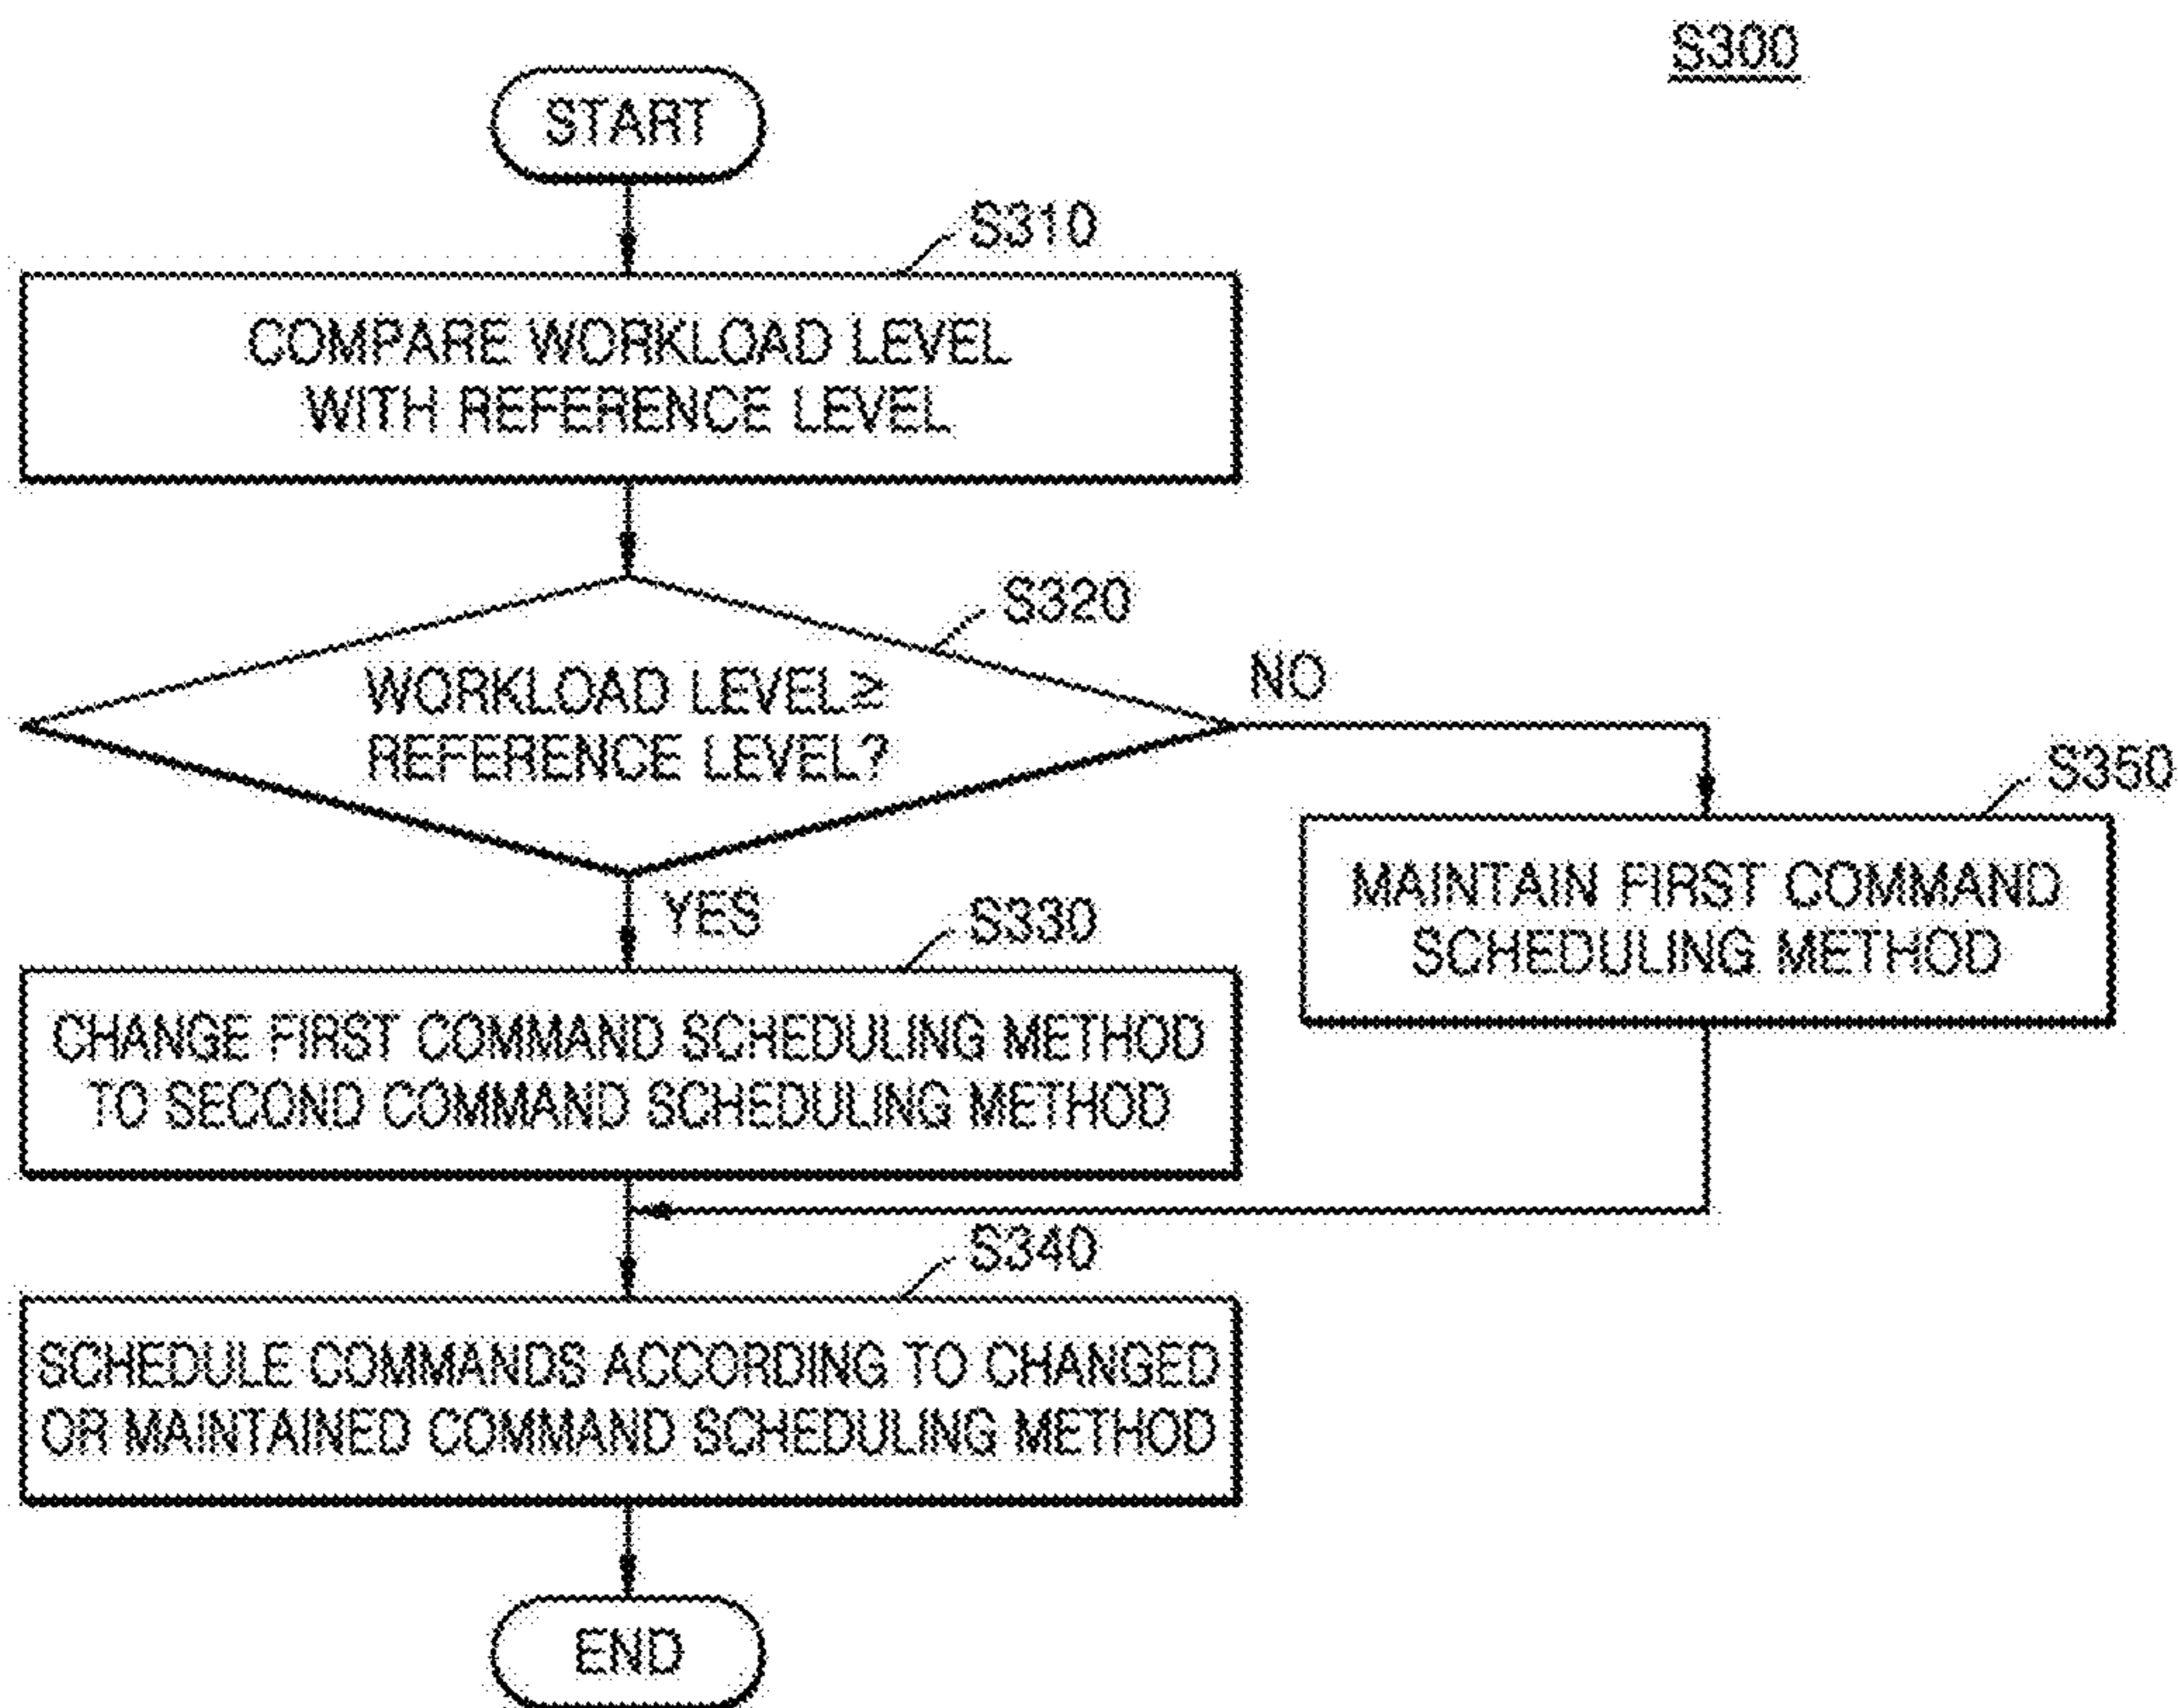 S300
START
S310
COMPARE WORKLOAD LEVEL
WITH REFERENCE LEVEL
S320
WORKLOAD LEVEL≥
REFERENCE LEVEL?
NO
S350
MAINTAIN FIRST COMMAND
SCHEDULING METHOD
YES
S330
CHANGE FIRST COMMAND SCHEDULING METHOD
TO SECOND COMMAND SCHEDULING METHOD
S340
SCHEDULE COMMANDS ACCORDING TO CHANGED
OR MAINTAINED COMMAND SCHEDULING METHOD
END